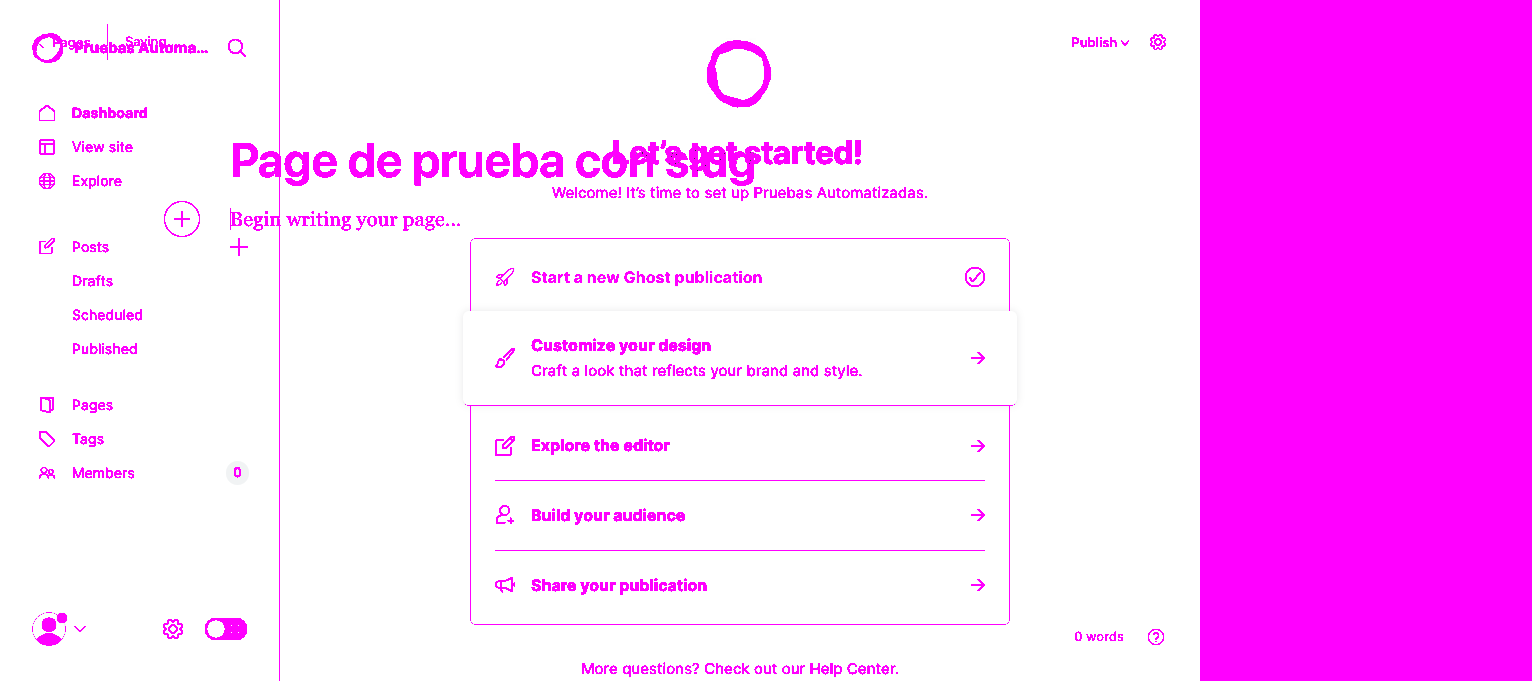 Pages
Saving...
Pruebas Automa...
Publish
Dashboard
View site
Explore
Page de prueba con slug
Let's get started!
Welcome! It's time to set up Pruebas Automatizadas.
Begin writing your page...
Posts
Drafts
Scheduled
Published
Pages
Tags
Members
0
Start a new Ghost publication
Customize your design
Craft a look that reflects your brand and style.
Explore the editor
Build your audience
Share your publication
0 words
More questions? Check out our Help Center.